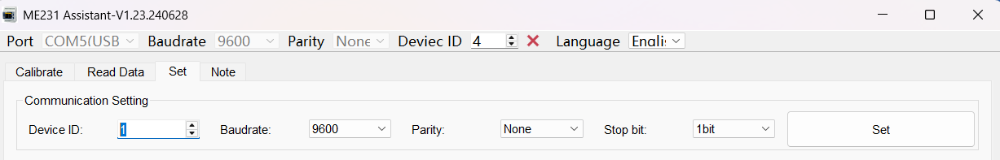 ME231 Assistant-V1.23.240628
Port COM5(USB Baudrate 9600 Parity None Deviec ID 4 Language Englis
Calibrate Read Data Set Note
Communication Setting
Device ID: 1 Baudrate: 9600 Parity: None Stop bit: 1bit Set